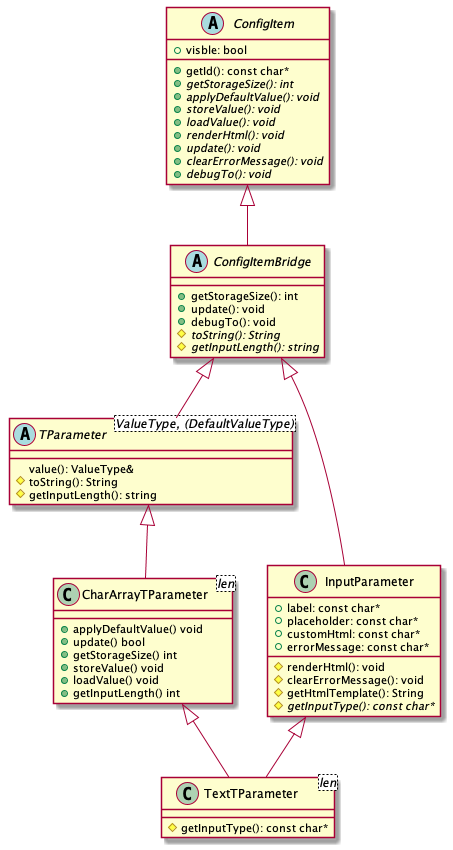 A ConfigItem
visble: bool
getId(): const char*
getStorageSize(): int
applyDefaultValue(): void
storeValue(): void
loadValue(): void
renderHtml(): void
update(): void
clearErrorMessage(): void
debugTo(): void
A ConfigItemBridge
getStorageSize(): int
update(): void
debugTo(): void
toString(): String
getInputLength(): string
A TParameter
ValueType, (DefaultValueType)
value(): ValueType&
toString(): String
getInputLength(): string
C CharArrayTParameter
len
applyDefaultValue() void
update() bool
getStorageSize() int
storeValue() void
loadValue() void
getInputLength() int
C InputParameter
label: const char*
placeholder: const char*
customHtml: const char*
errorMessage: const char*
renderHtml(): void
clearErrorMessage(): void
getHtmlTemplate(): String
getInputType(): const char*
C TextTParameter
len
getInputType(): const char*